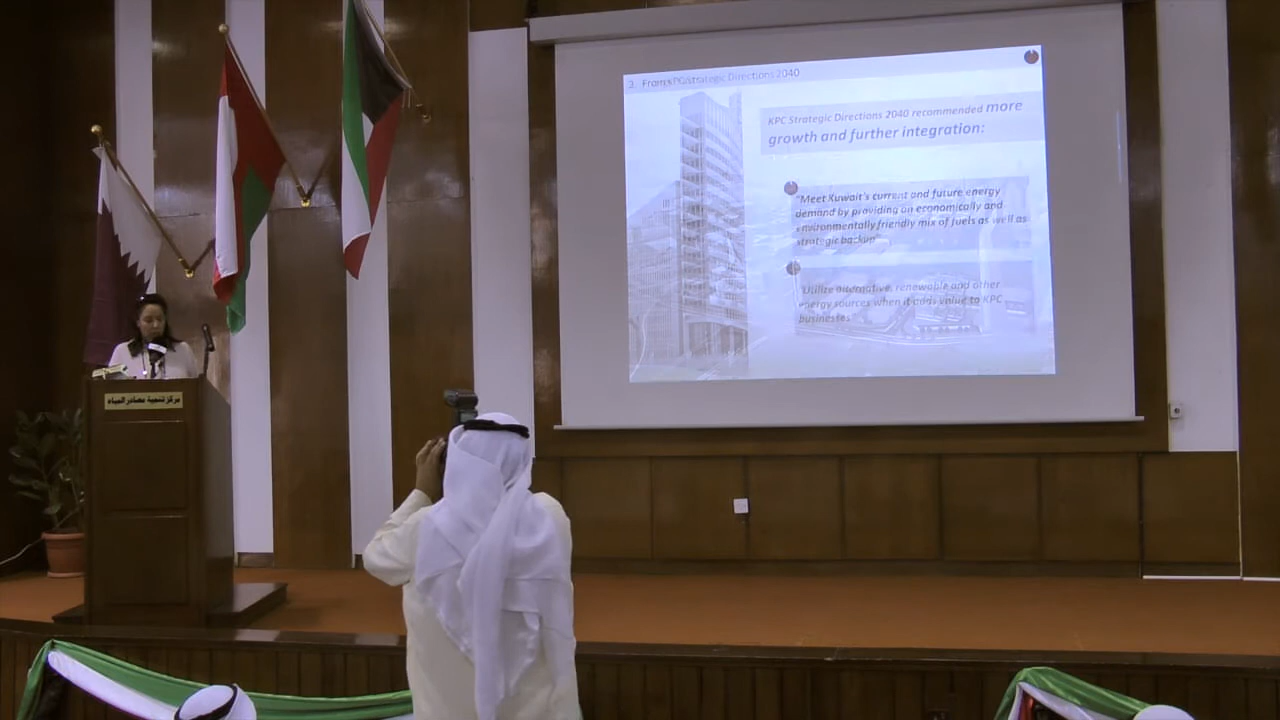 3. From KPC Strategic Directions 2040
KPC Strategic Directions 2040 recommended more
growth and further integration:
"Meet Kuwait's current and future energy
demand by providing an economically and
environmentally friendly mix of fuels as well as
strategic backup"
"Utilize alternative, renewable and other
energy sources when it adds value to KPC
businesses"
مركز تنمية مصادر المياه